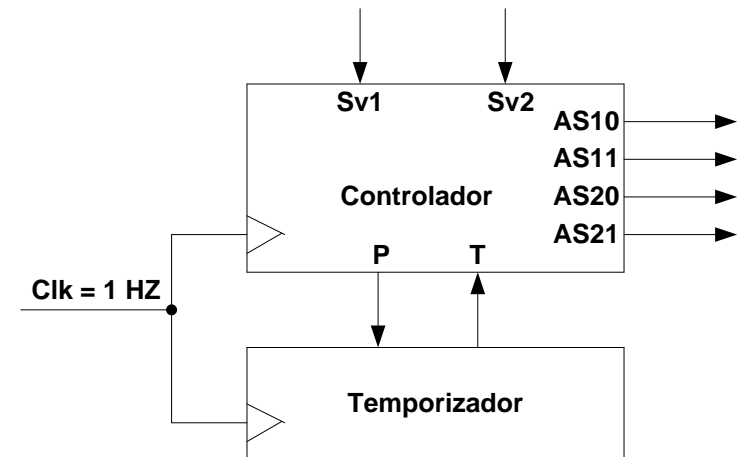 Sv1 Sv2
AS10
AS11
Controlador AS20
AS21
P T
Clk = 1 HZ
Temporizador